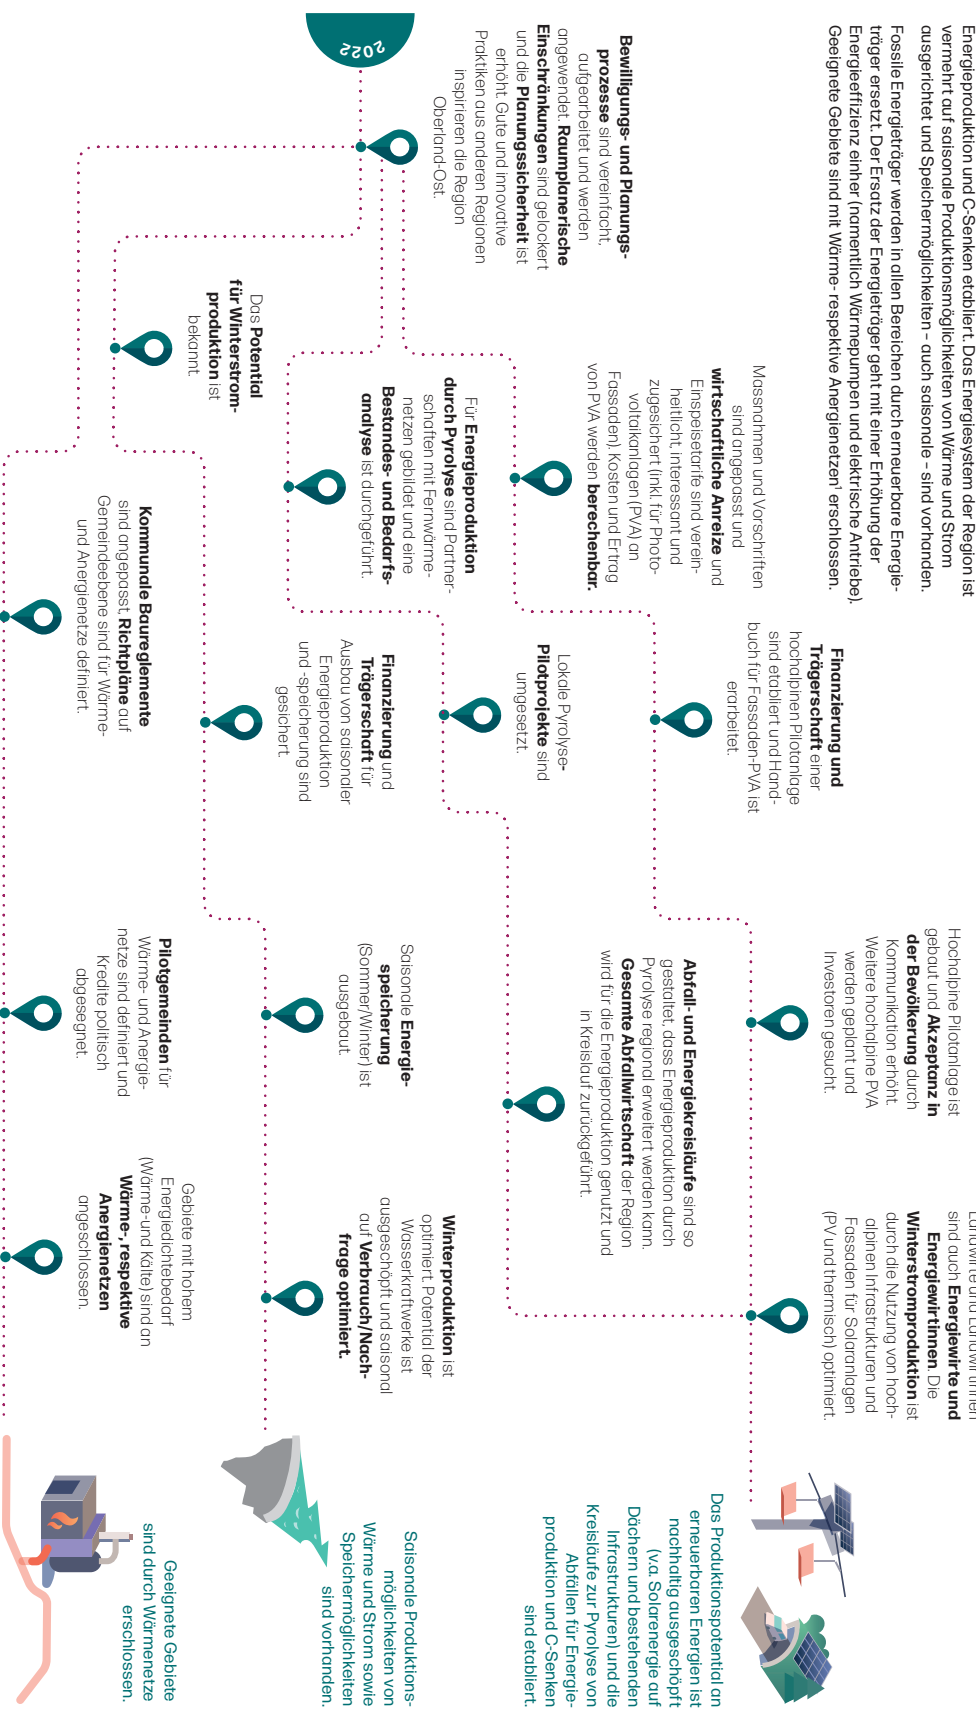 Energieproduktion und C-Senken etabliert. Das Energiesystem der Region ist
vermehrt auf saisonale Produktionsmöglichkeiten von Wärme und Strom
ausgerichtet und Speichermöglichkeiten – auch saisonale – sind vorhanden.
Fossile Energieträger werden in allen Bereichen durch erneuerbare Energie-
träger ersetzt. Der Ersatz der Energieträger geht mit einer Erhöhung der
Energieeffizienz einher (namentlich Wärmepumpen und elektrische Antriebe).
Geeignete Gebiete sind mit Wärme- respektive Anergienetzen¹ erschlossen.
2022
Bewilligungs- und Planungs-
prozesse sind vereinfacht,
aufgearbeitet und werden
angewendet. Raumplanerische
Einschränkungen sind gelockert
und die Planungssicherheit ist
erhöht. Gute und innovative
Praktiken aus anderen Regionen
inspirieren die Region
Oberland-Ost.
Massnahmen und Vorschriften
sind angepasst und
wirtschaftliche Anreize und
Einspeisetarife sind verein-
heitlicht, interessant und
zugesichert (inkl. für Photo-
voltaikanlagen (PVA) an
Fassaden). Kosten und Ertrag
von PVA werden berechenbar.
Finanzierung und
Trägerschaft einer
hochalpinen Pilotanlage
sind etabliert und Hand-
buch für Fassaden-PVA ist
erarbeitet.
Hochalpine Pilotanlage ist
gebaut und Akzeptanz in
der Bevölkerung durch
Kommunikation erhöht.
Weitere hochalpine PVA
werden geplant und
Investoren gesucht.
Landwirte und Landwirtinnen
sind auch Energiewirte und
Energiewirtinnen. Die
Winterstromproduktion ist
durch die Nutzung von hoch-
alpinen Infrastrukturen und
Fassaden für Solaranlagen
(PV und thermisch) optimiert.
Das Produktionspotential an
erneuerbaren Energien ist
nachhaltig ausgeschöpft
(v.a. Solarenergie auf
Dächern und bestehenden
Infrastrukturen) und die
Kreisläufe zur Pyrolyse von
Abfällen für Energie-
produktion und C-Senken
sind etabliert.
Für Energieproduktion
durch Pyrolyse sind Partner-
schaften mit Fernwärme-
netzen gebildet und eine
Bestandes- und Bedarfs-
analyse ist durchgeführt.
Lokale Pyrolyse-
Pilotprojekte sind
umgesetzt.
Abfall- und Energiekreisläufe sind so
gestaltet, dass Energieproduktion durch
Pyrolyse regional erweitert werden kann.
Gesamte Abfallwirtschaft der Region
wird für die Energieproduktion genutzt und
in Kreislauf zurückgeführt.
Das Potential
für Winterstrom-
produktion ist
bekannt.
Finanzierung und
Trägerschaft für
Ausbau von saisonaler
Energieproduktion
und -speicherung sind
gesichert.
Saisonale Energie-
speicherung
(Sommer/Winter) ist
ausgebaut.
Winterproduktion ist
optimiert. Potential der
Wasserkraftwerke ist
ausgeschöpft und saisonal
auf Verbrauch/Nach-
frage optimiert.
Saisonale Produktions-
möglichkeiten von
Wärme und Strom sowie
Speichermöglichkeiten
sind vorhanden.
Kommunale Baureglemente
sind angepasst, Richtpläne auf
Gemeindeebene sind für Wärme-
und Anergienetze definiert.
Pilotgemeinden für
Wärme- und Anergie-
netze sind definiert und
Kredite politisch
abgesegnet.
Gebiete mit hohem
Energiedichtebedarf
(Wärme-und Kälte) sind an
Wärme-, respektive
Anergienetzen
angeschlossen.
Geeignete Gebiete
sind durch Wärmenetze
erschlossen.